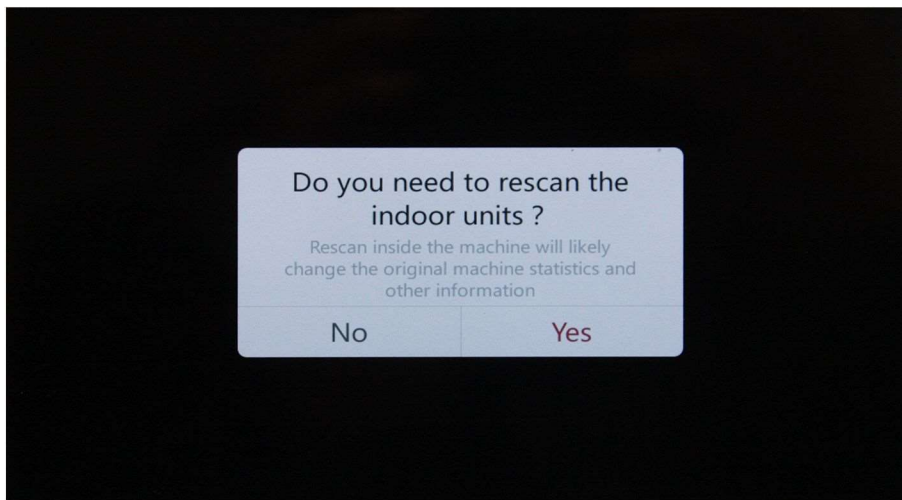 Do you need to rescan the
indoor units ?
Rescan inside the machine will likely
change the original machine statistics and
other information
No
Yes